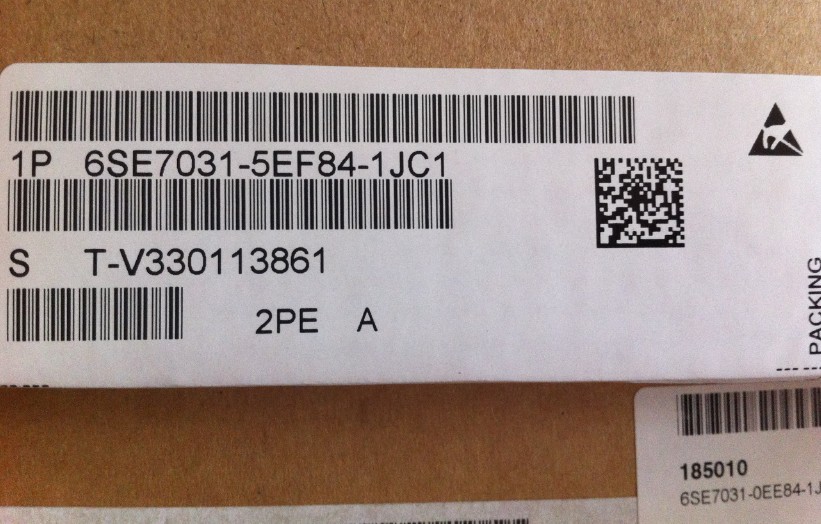 1P 6SE7031-5EF84-1JC1
S T-V330113861
2PE A
PACKING
185010
6SE7031-0EE84-1J